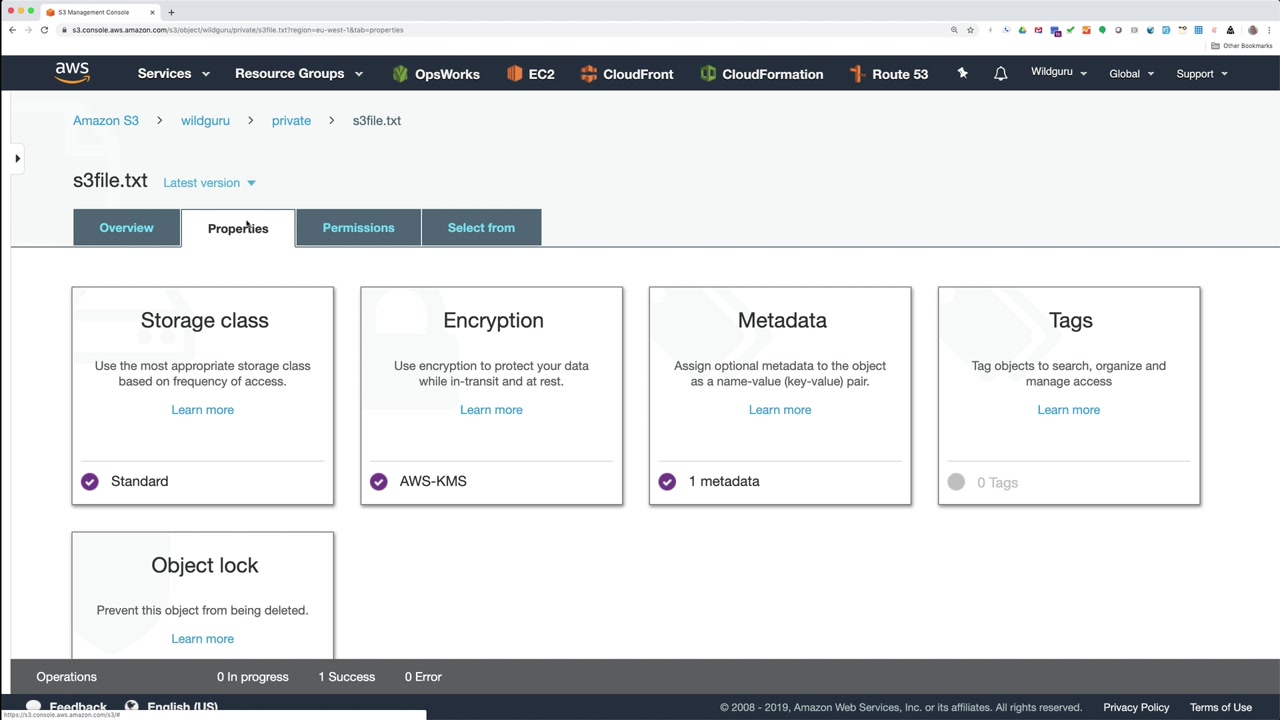 S3 Management Console
s3.console.aws.amazon.com/s3/object/wildguru/private/s3file.txt?region=eu-west-1&tab=properties
Other Bookmarks
aws Services Resource Groups OpsWorks EC2 CloudFront CloudFormation Route 53 Wildguru Global Support
Amazon S3 > wildguru > private > s3file.txt
s3file.txt Latest version
Overview Properties Permissions Select from
Storage class
Use the most appropriate storage class
based on frequency of access.
Learn more
Standard
Encryption
Use encryption to protect your data
while in-transit and at rest.
Learn more
AWS-KMS
Metadata
Assign optional metadata to the object
as a name-value (key-value) pair.
Learn more
1 metadata
Tags
Tag objects to search, organize and
manage access
Learn more
0 Tags
Object lock
Prevent this object from being deleted.
Learn more
Operations 0 In progress 1 Success 0 Error
Feedback English (US) © 2008 - 2019, Amazon Web Services, Inc. or its affiliates. All rights reserved. Privacy Policy Terms of Use
https://s3.console.aws.amazon.com/s3/#